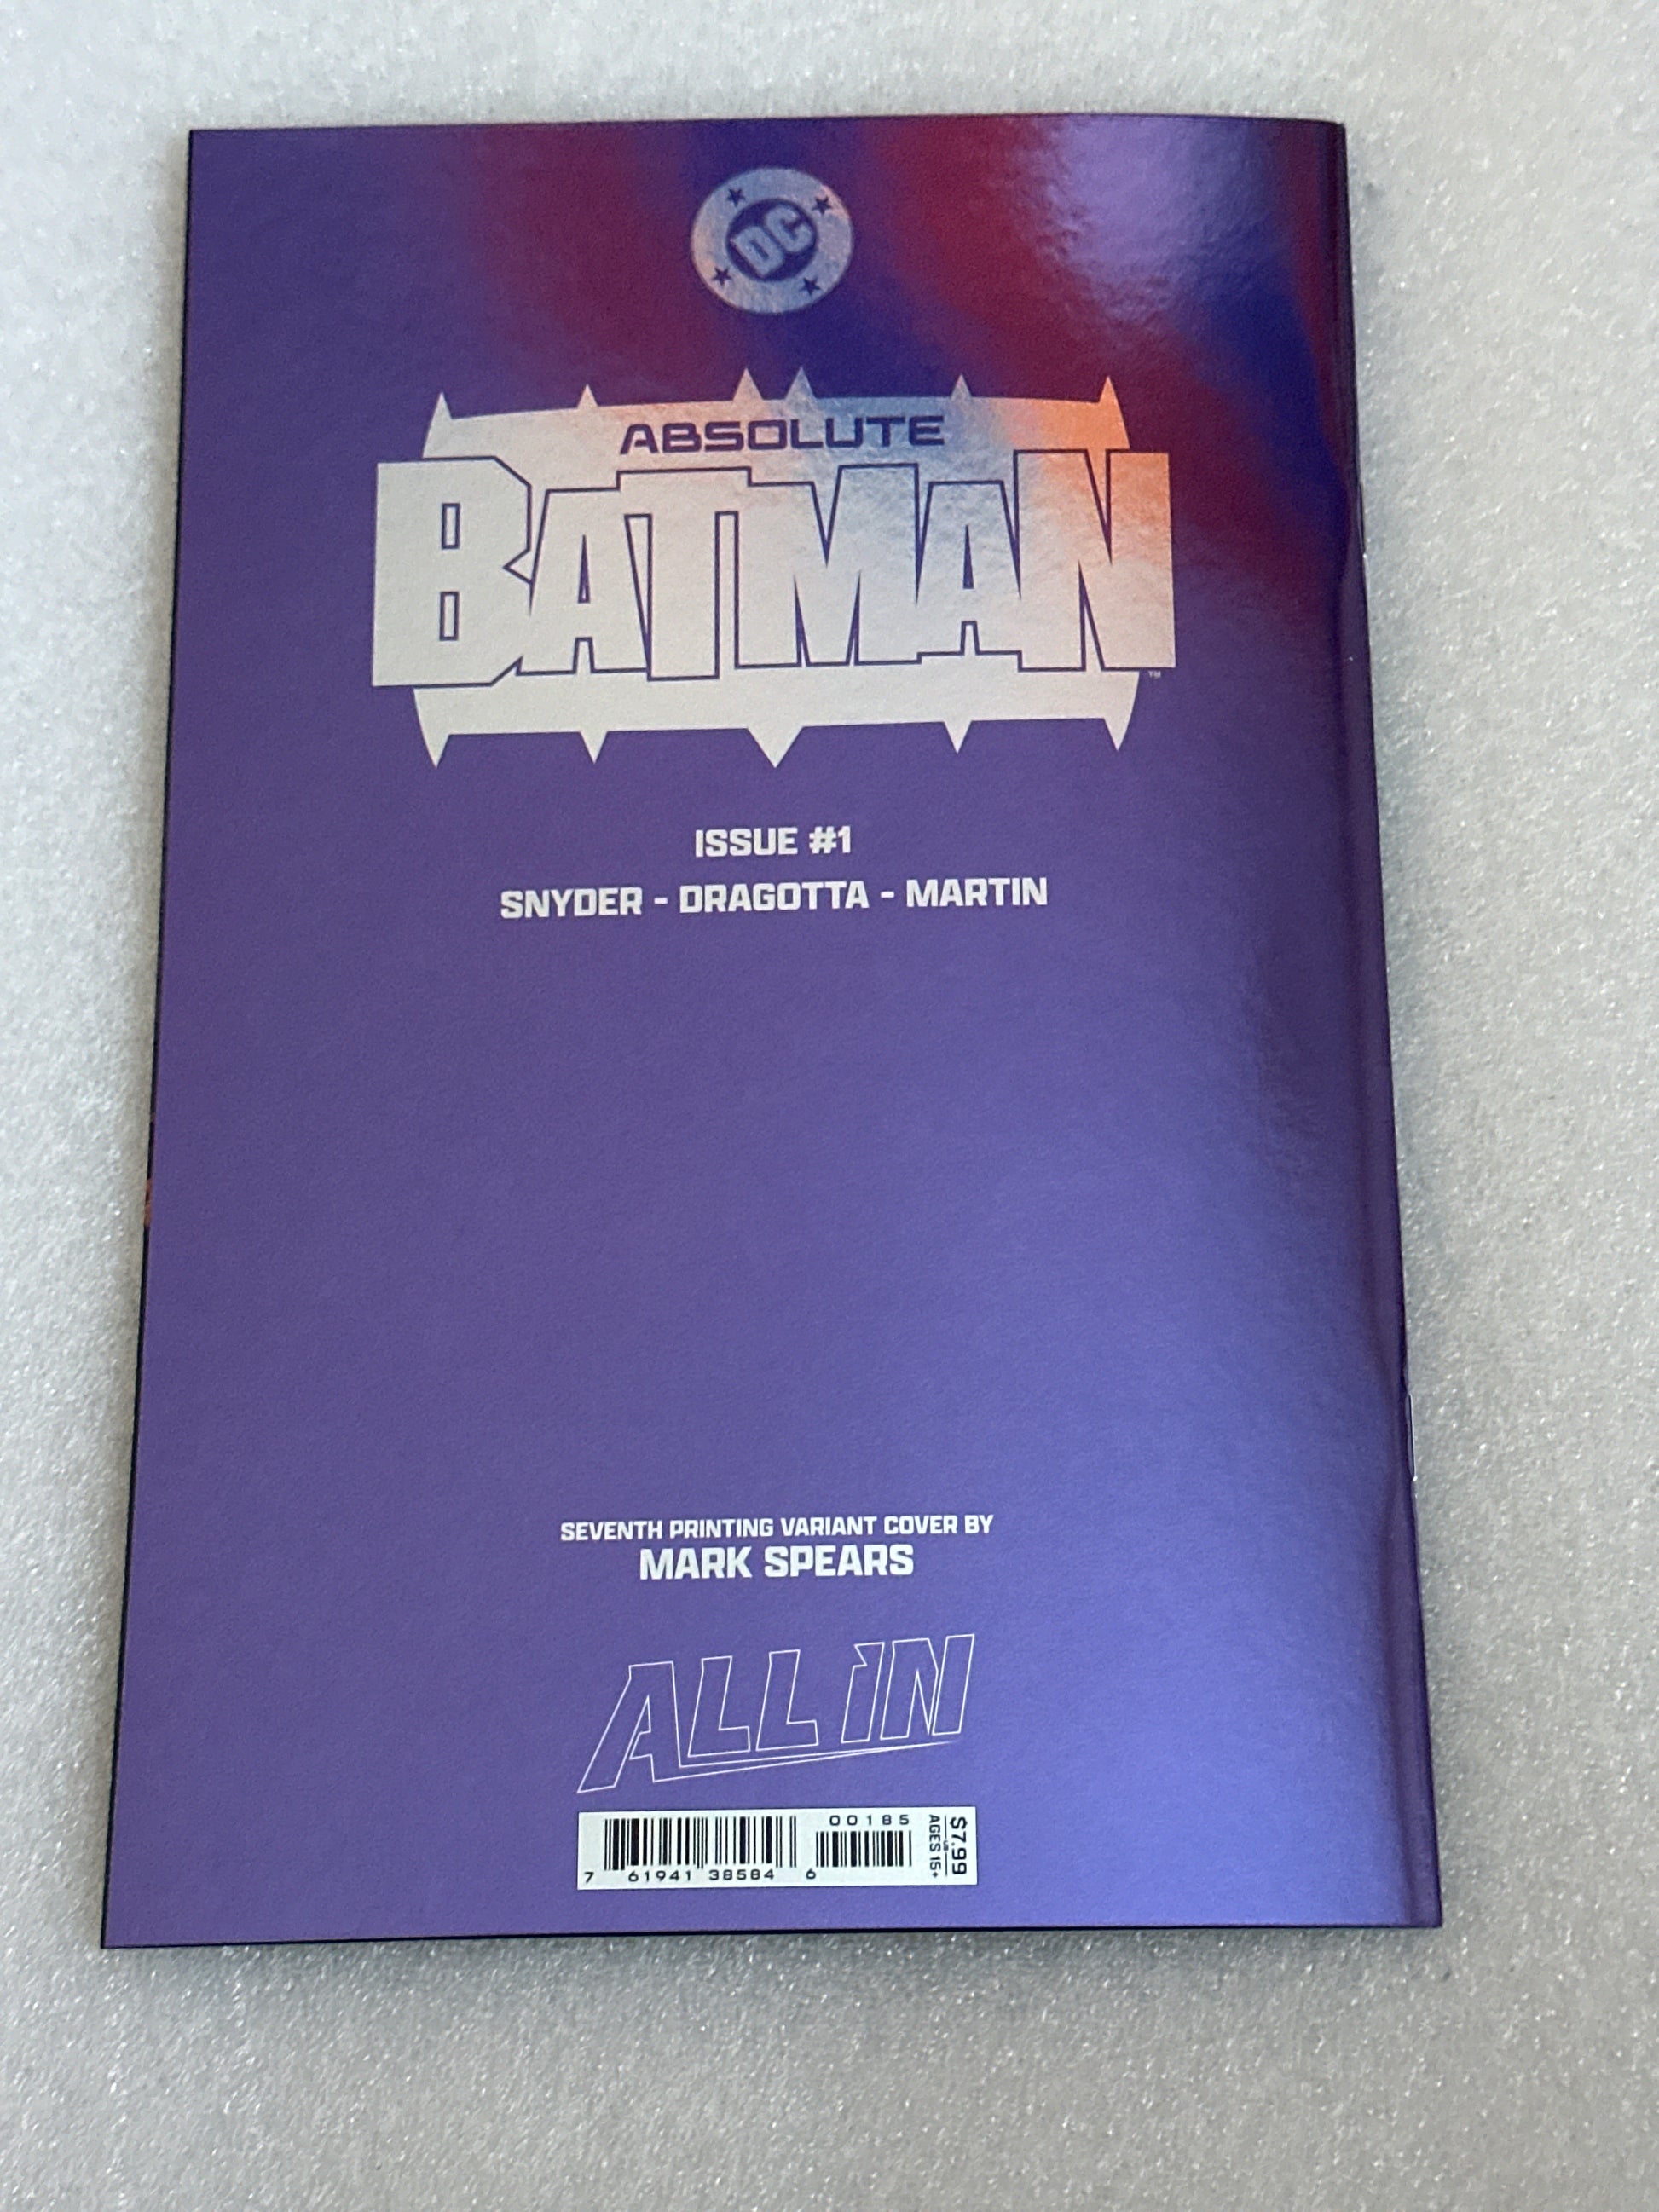 DC
ABSOLUTE
BATMAN
TM
ISSUE #1
SNYDER - DRAGOTTA - MARTIN
SEVENTH PRINTING VARIANT COVER BY
MARK SPEARS
ALL IN
00185
7 61941 38584 6
$7.99
US
AGES 15+